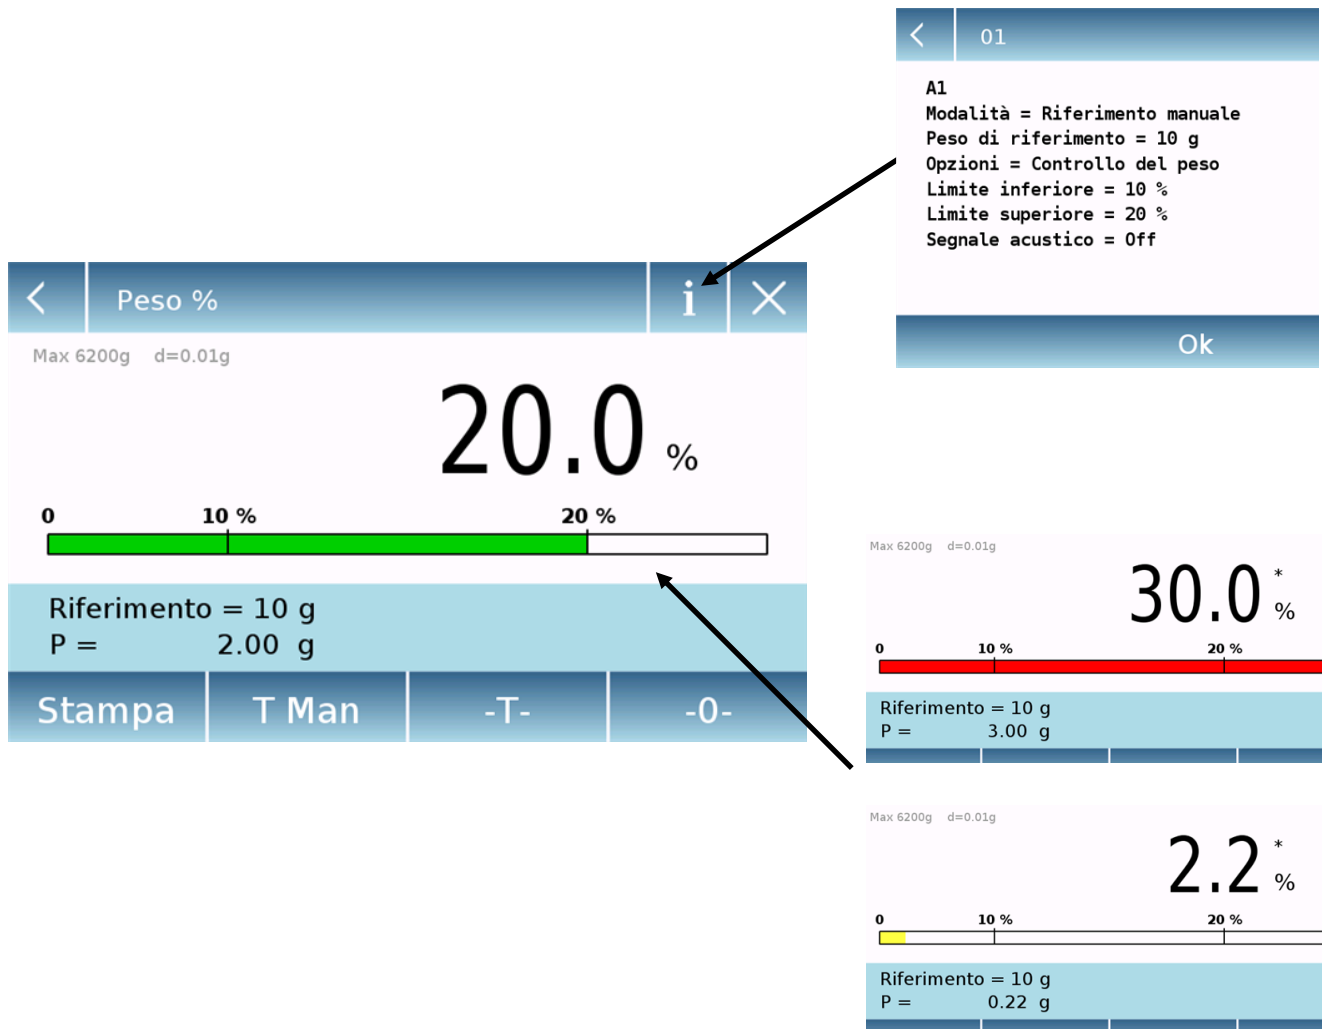 01
A1
Modalità = Riferimento manuale
Peso di riferimento = 10 g
Opzioni = Controllo del peso
Limite inferiore = 10 %
Limite superiore = 20 %
Segnale acustico = Off
Ok
Peso % i
Max 6200g d=0.01g
20.0 %
0 10 % 20 %
Riferimento = 10 g
P = 2.00 g
Stampa T Man -T- -0-
Max 6200g d=0.01g
30.0 * %
0 10 % 20 %
Riferimento = 10 g
P = 3.00 g
Max 6200g d=0.01g
2.2 * %
0 10 % 20 %
Riferimento = 10 g
P = 0.22 g